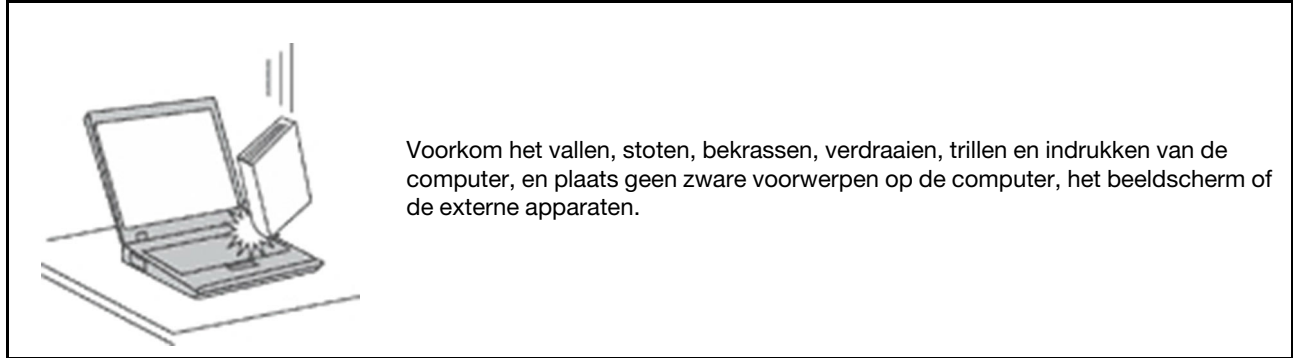 Voorkom het vallen, stoten, bekrassen, verdraaien, trillen en indrukken van de
computer, en plaats geen zware voorwerpen op de computer, het beeldscherm of
de externe apparaten.